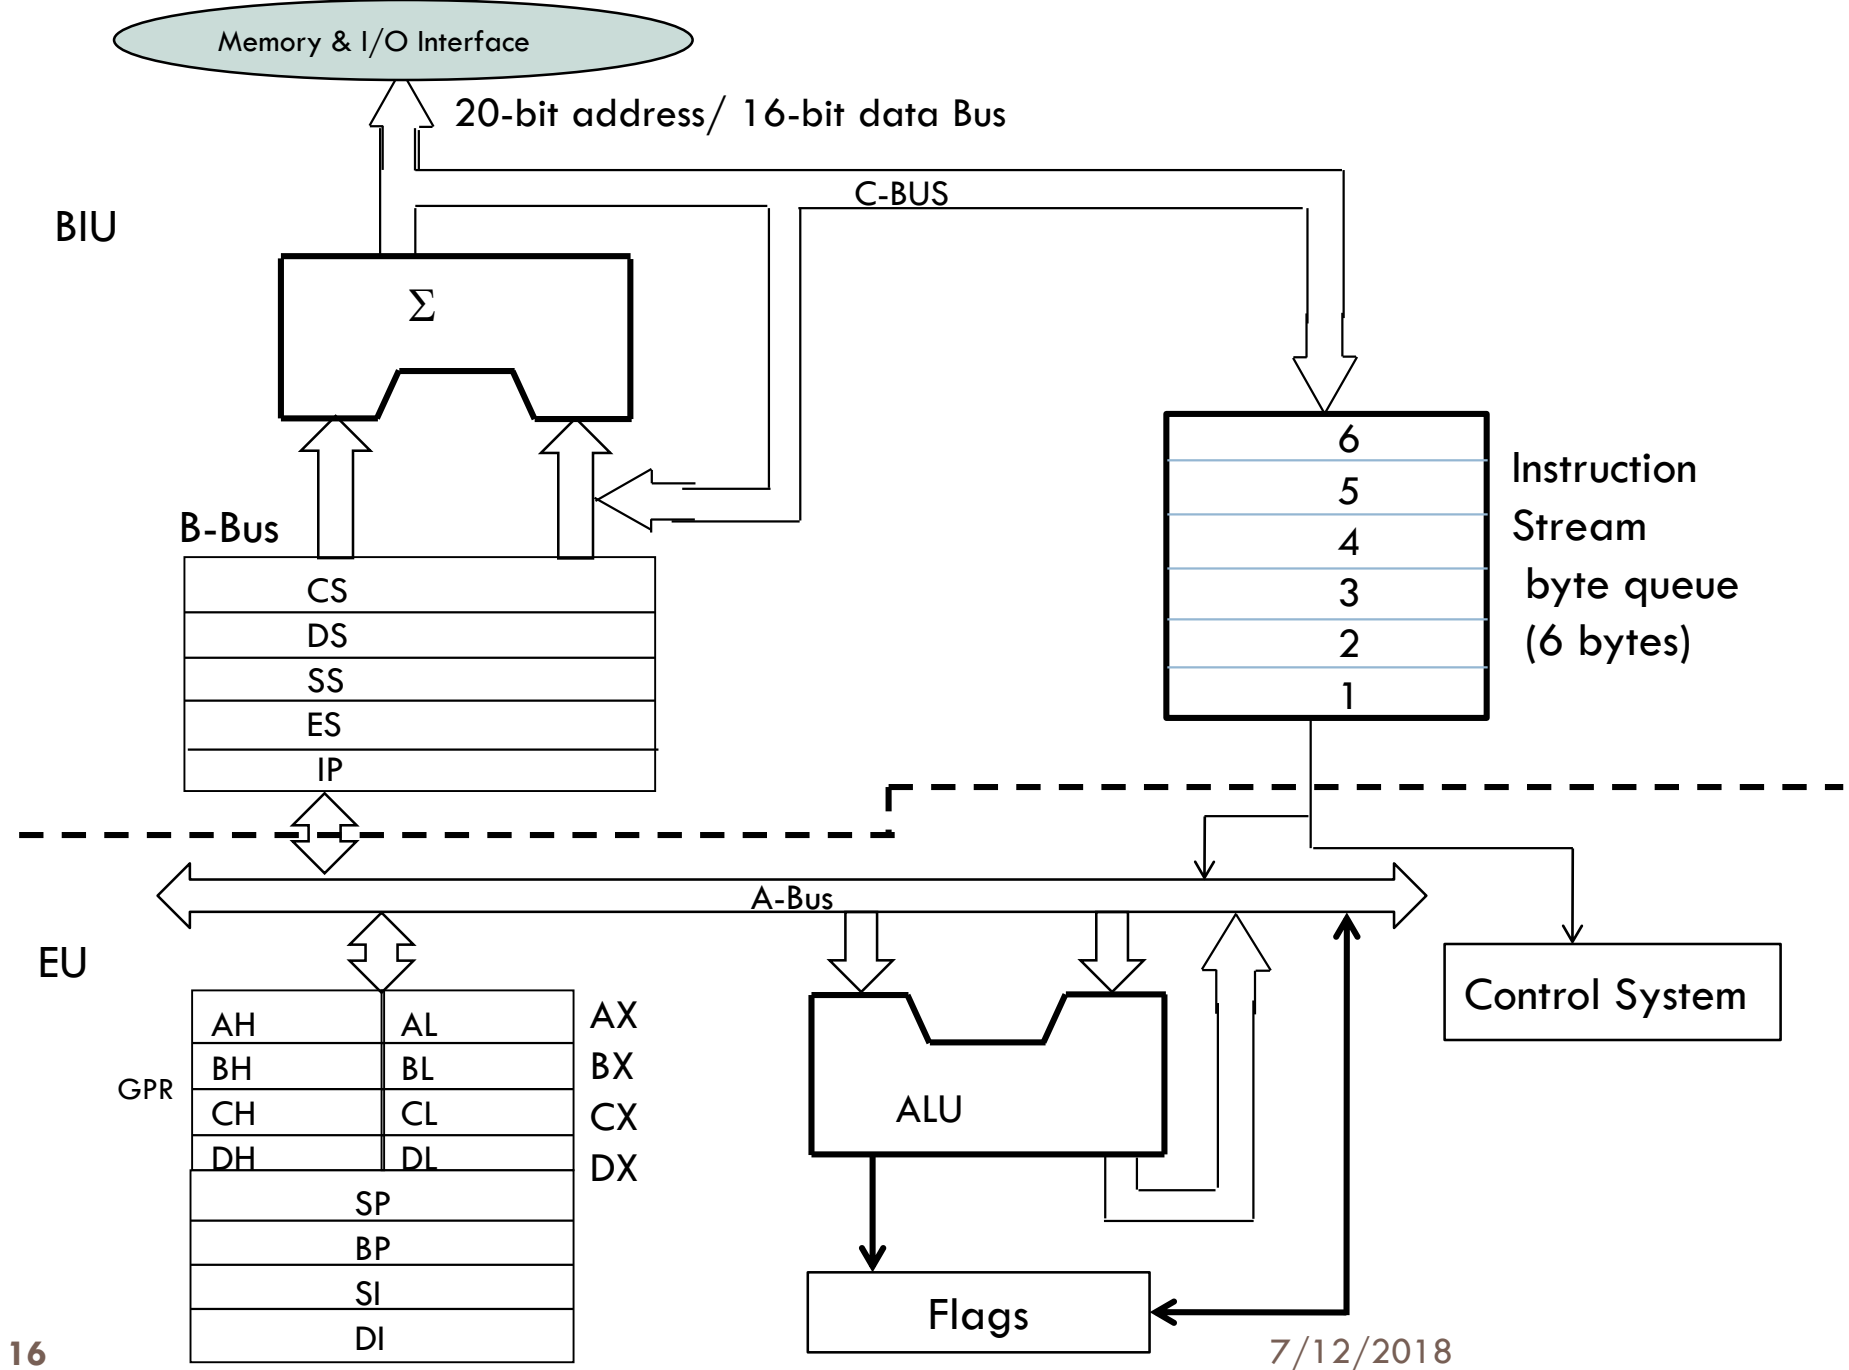 Memory & I/O Interface
20-bit address/ 16-bit data Bus
C-BUS
BIU
Σ
B-Bus
CS
DS
SS
ES
IP
6
5
4
3
2
1
Instruction
Stream
byte queue
(6 bytes)
A-Bus
EU
GPR
AH AL AX
BH BL BX
CH CL CX
DH DL DX
SP
BP
SI
DI
ALU
Flags
Control System
16
7/12/2018